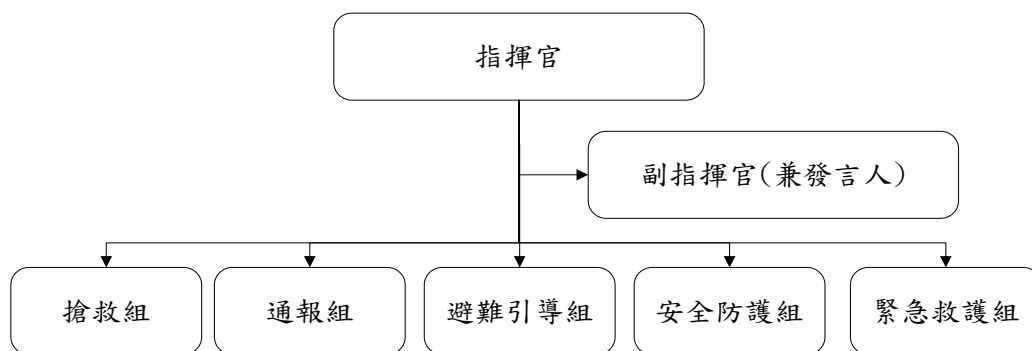 指揮官
副指揮官(兼發言人)
搶救組
通報組
避難引導組
安全防護組
緊急救護組